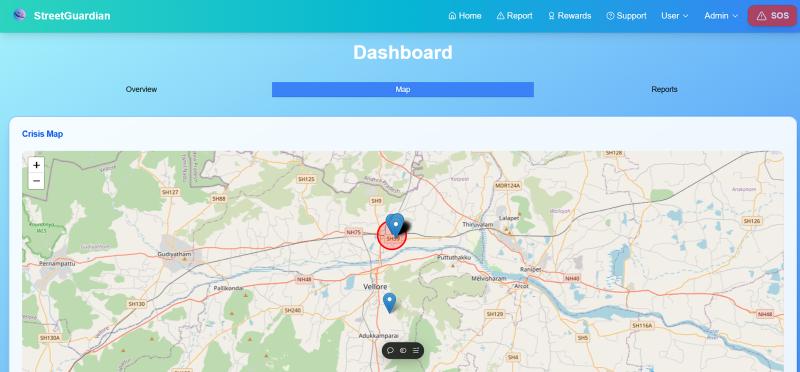 StreetGuardian
Home
Report
Rewards
Support
User
Admin
SOS
Dashboard
Overview
Map
Reports
Crisis Map
+
−
SH128
SH127
SH125
SH88
SH9
MDR124A
SH126
Lalapet
Thiruvalam
NH75
Gudiyatham
Pernampattu
Puttuthakku
Ranipet
Melvisharam
Arcot
NH48
NH40
Pallikondai
Vellore
SH130
SH240
SH129
NH48
SH116A
SH130A
Adukkamparai
SH5
SH4